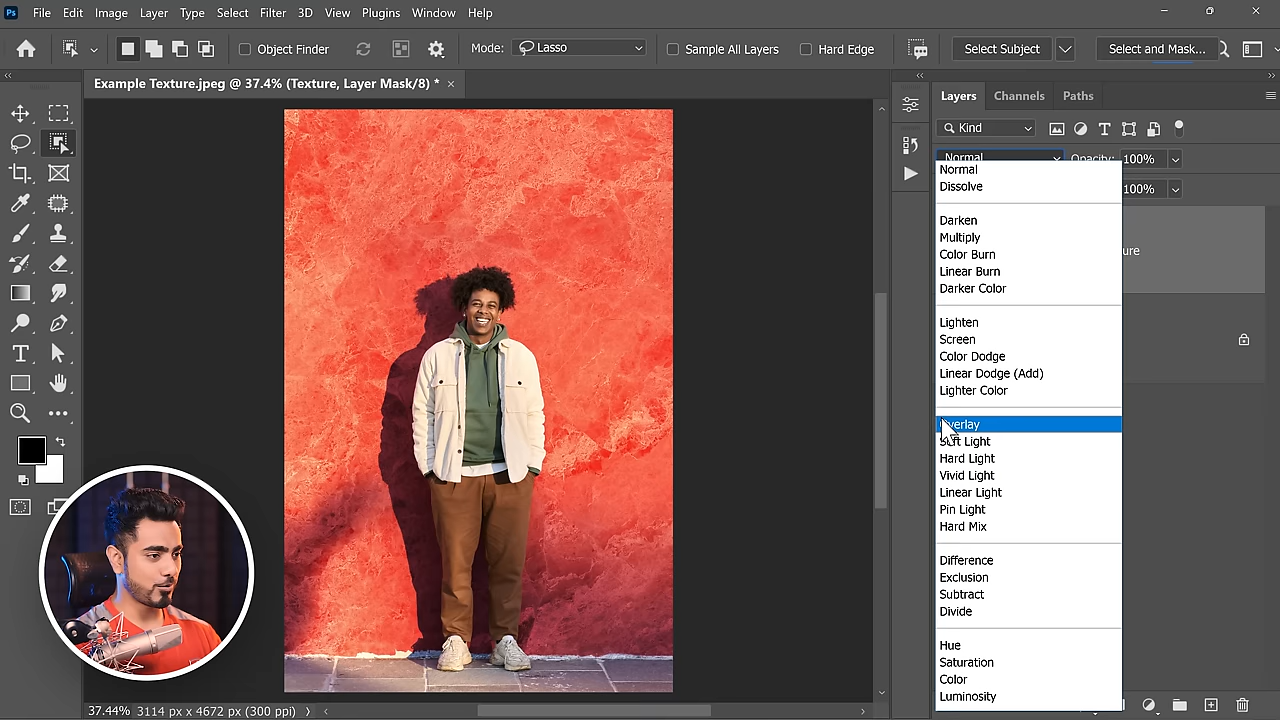 Ps File Edit Image Layer Type Select Filter 3D View Plugins Window Help
Object Finder Mode: Lasso Sample All Layers Hard Edge Select Subject Select and Mask...
Example Texture.jpeg @ 37.4% (Texture, Layer Mask/8) * ×
Layers Channels Paths
Kind
Normal Opacity: 100%
Normal
Dissolve
100%
Darken
Multiply
Color Burn
Linear Burn
Darker Color
Lighten
Screen
Color Dodge
Linear Dodge (Add)
Lighter Color
Overlay
Soft Light
Hard Light
Vivid Light
Linear Light
Pin Light
Hard Mix
Difference
Exclusion
Subtract
Divide
Hue
Saturation
Color
Luminosity
37.44% 3114 px x 4672 px (300 ppi)